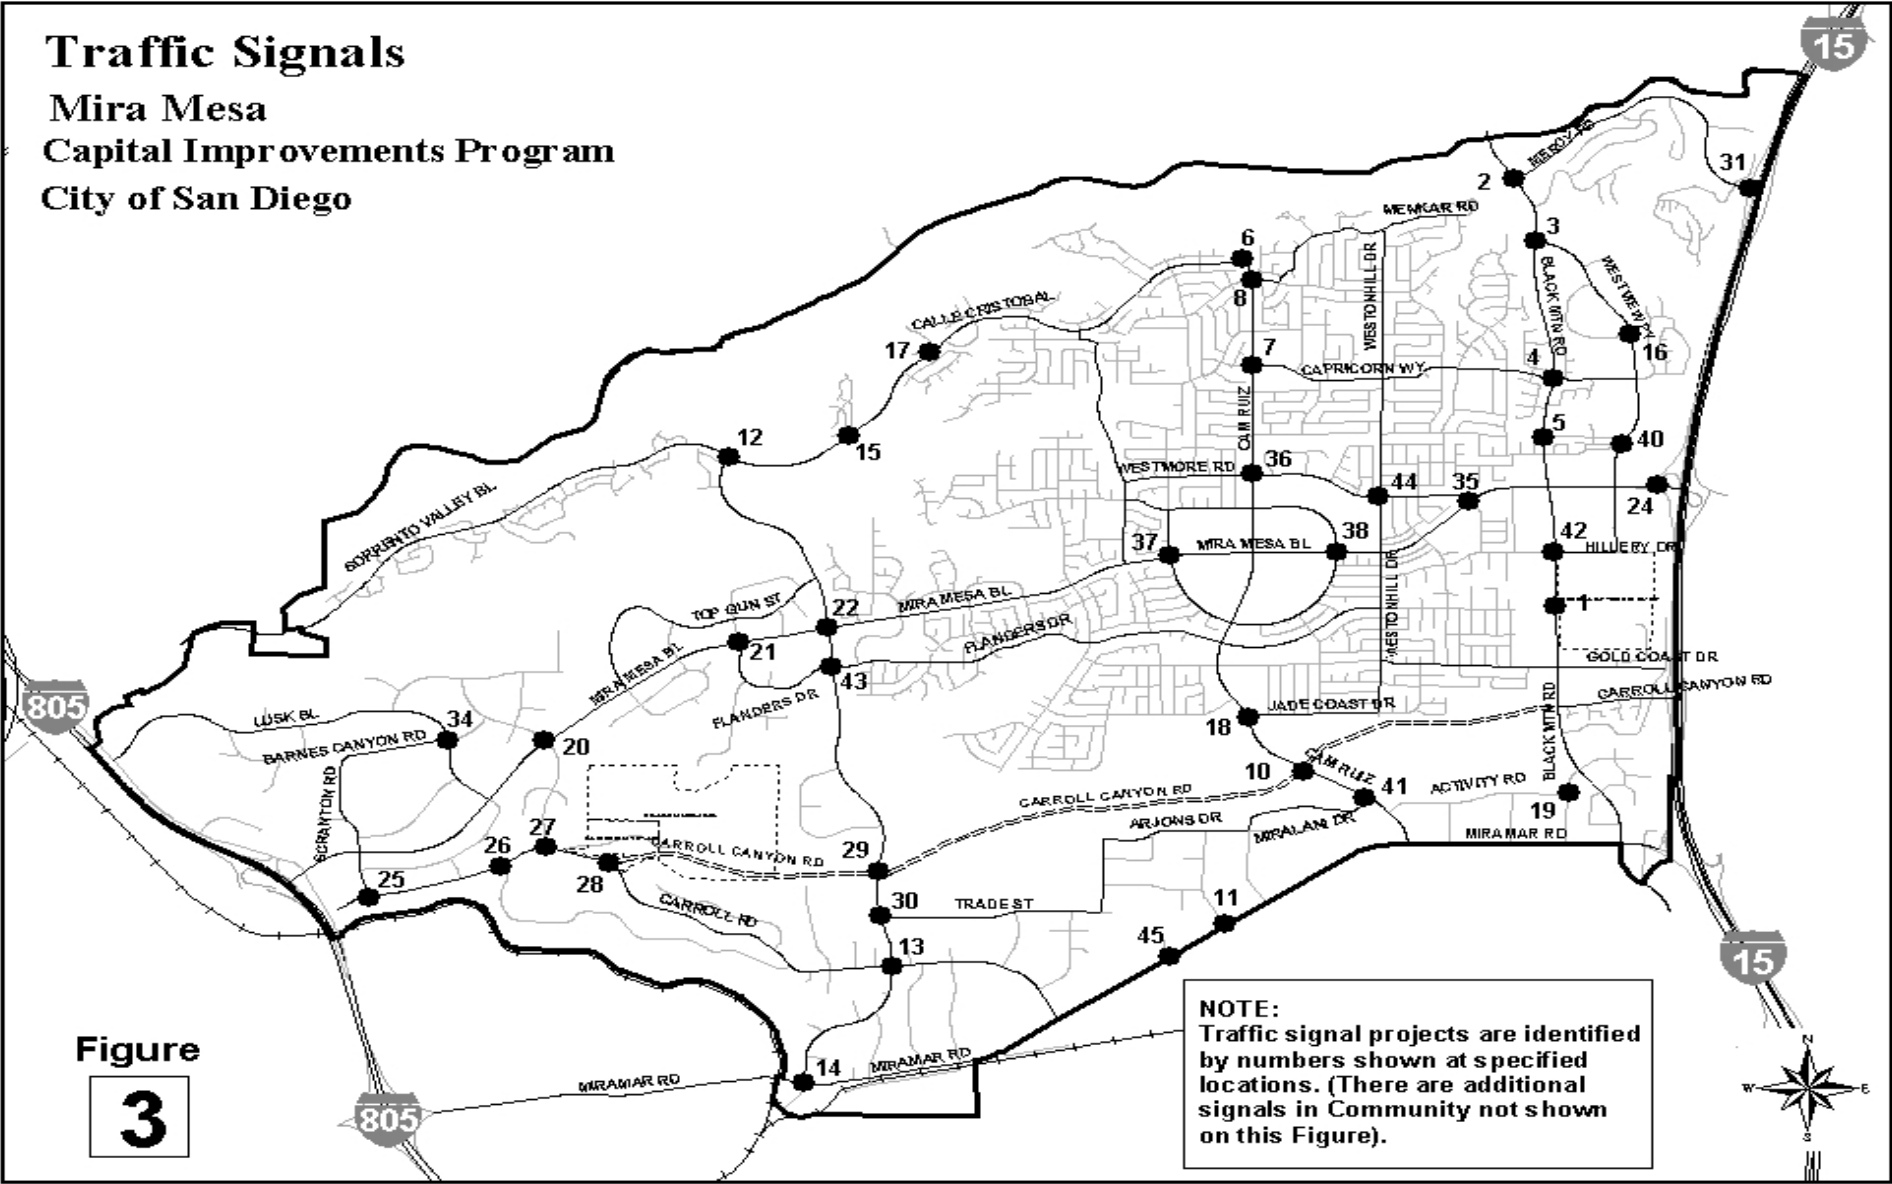 Traffic Signals
Mira Mesa
Capital Improvements Program
City of San Diego
15
MERCY RD
31
2
MEWKAR RD
3
6
8
WESTONHILL DR
BLACK MTN RD
WESTVIEW PY
CALLE CRISTOBAL
17
7
4
16
CAPRICORN WY
CAM RUIZ
12
15
5
40
WESTMORE RD
36
44
35
24
SORRENTO VALLEY BL
37
MIRA MESA BL
38
42
HILLERY DR
WESTONHILL DR
TOP GUN ST
22
MIRA MESA BL
1
21
FLANDERS DR
MIRA MESA BL
43
GOLD COAST DR
805
FLANDERS DR
CARROLL CANYON RD
LUSK BL
34
BARNES CANYON RD
20
18
JADE COAST DR
BLACK MTN RD
SCRANTON RD
10
CAM RUIZ
41
ACTIVITY RD
19
CARROLL CANYON RD
ARJONS DR
MIRALANI DR
MIRAMAR RD
27
26
CARROLL CANYON RD
29
25
28
CARROLL RD
30
TRADE ST
11
13
45
15
NOTE:
Traffic signal projects are identified
by numbers shown at specified
locations. (There are additional
signals in Community not shown
on this Figure).
Figure
3
14
MIRAMAR RD
MIRAMAR RD
805
N
W
E
S